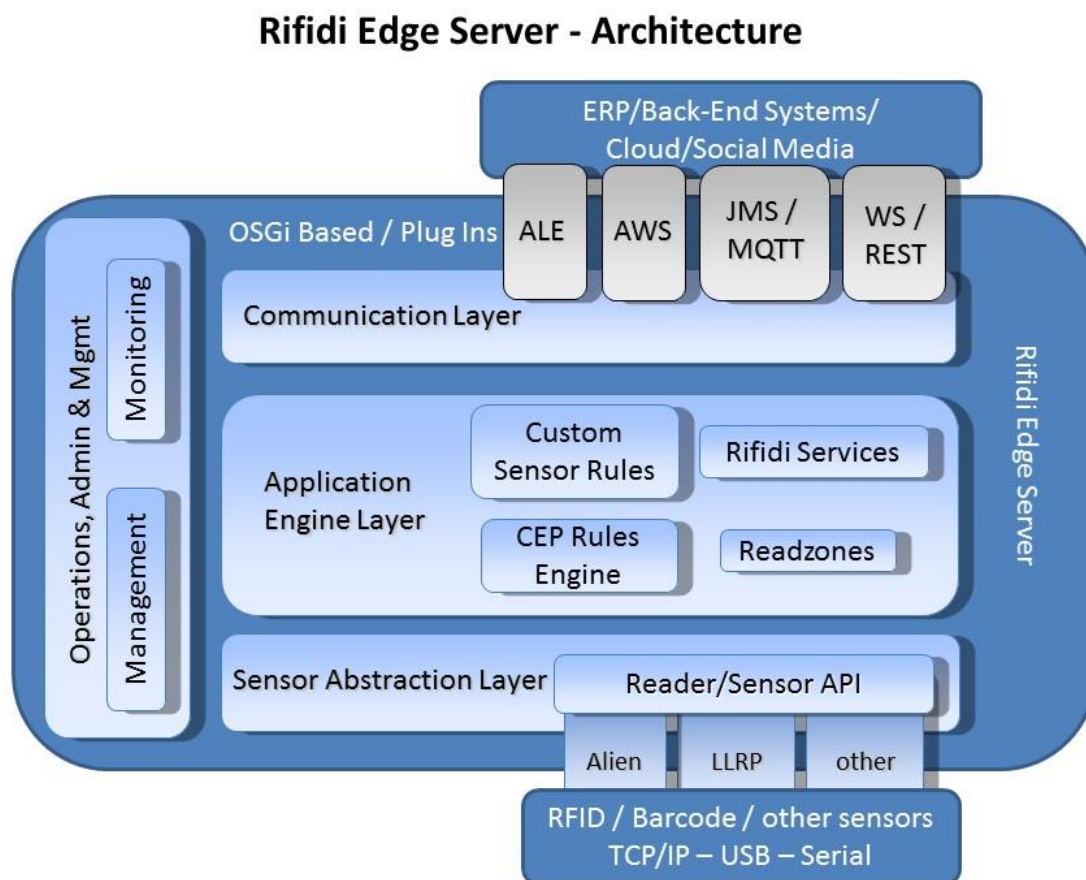 Rifidi Edge Server - Architecture
ERP/Back-End Systems/
Cloud/Social Media
OSGi Based / Plug Ins
ALE
AWS
JMS /
MQTT
WS /
REST
Communication Layer
Operations, Admin & Mgmt
Monitoring
Management
Application
Engine Layer
Custom
Sensor Rules
Rifidi Services
CEP Rules
Engine
Readzones
Rifidi Edge Server
Sensor Abstraction Layer
Reader/Sensor API
Alien
LLRP
other
RFID / Barcode / other sensors
TCP/IP – USB – Serial